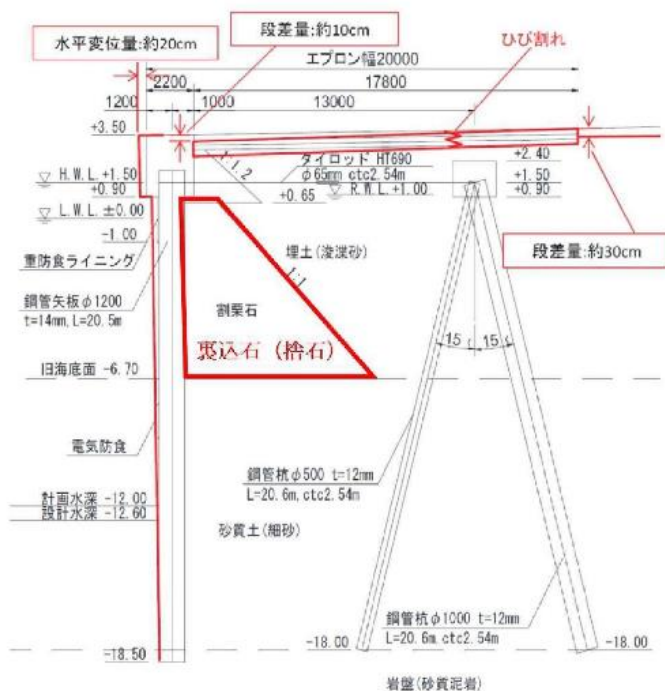 水平変位量:約20cm
段差量:約10cm
ひび割れ
エプロン幅20000
2200
17800
1200
1000
13000
+3.50
1:1.2
タイロッド HT690
φ65mm ctc2.54m
+2.40
H.W.L.+1.50
+0.90
+0.65
R.W.L.+1.00
+1.50
+0.90
L.W.L.±0.00
-1.00
段差量:約30cm
重防食ライニング
埋土(浚渫砂)
1:1
鋼管矢板φ1200
t=14mm,L=20.5m
割栗石
裏込石(捨石)
15
15
旧海底面 -6.70
電気防食
鋼管杭φ500 t=12mm
L=20.6m,ctc2.54m
計画水深 -12.00
設計水深 -12.60
砂質土(細砂)
鋼管杭φ1000 t=12mm
L=20.6m,ctc2.54m
-18.00
-18.00
-18.50
岩盤(砂質泥岩)